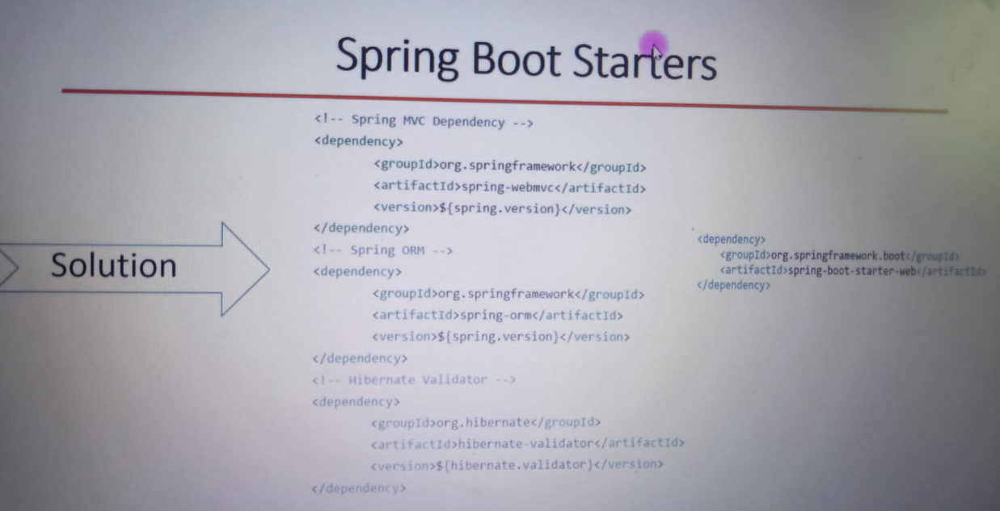 Spring Boot Starters
Solution
<!-- Spring MVC Dependency -->
<dependency>
<groupId>org.springframework</groupId>
<artifactId>spring-webmvc</artifactId>
<version>${spring.version}</version>
</dependency>
<!-- Spring ORM -->
<dependency>
<groupId>org.springframework</groupId>
<artifactId>spring-orm</artifactId>
<version>${spring.version}</version>
</dependency>
<!-- Hibernate Validator -->
<dependency>
<groupId>org.hibernate</groupId>
<artifactId>hibernate-validator</artifactId>
<version>${hibernate.validator}</version>
</dependency>
<dependency>
<groupId>org.springframework.boot</groupId>
<artifactId>spring-boot-starter-web</artifactId>
</dependency>